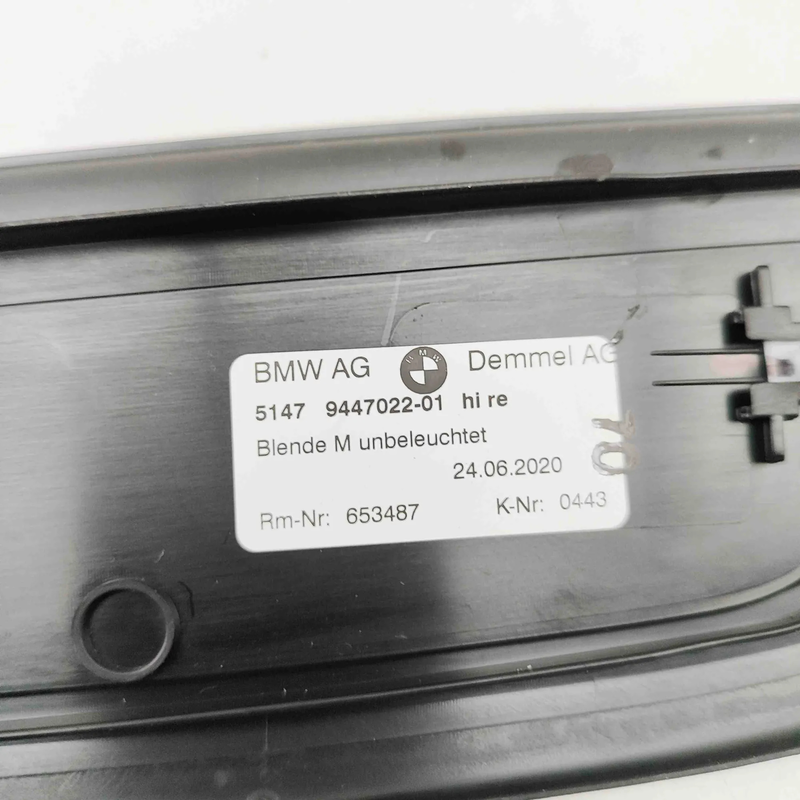 BMW AG BMW Demmel AG
5147 9447022-01 hi re
Blende M unbeleuchtet
24.06.2020
Rm-Nr: 653487 K-Nr: 0443